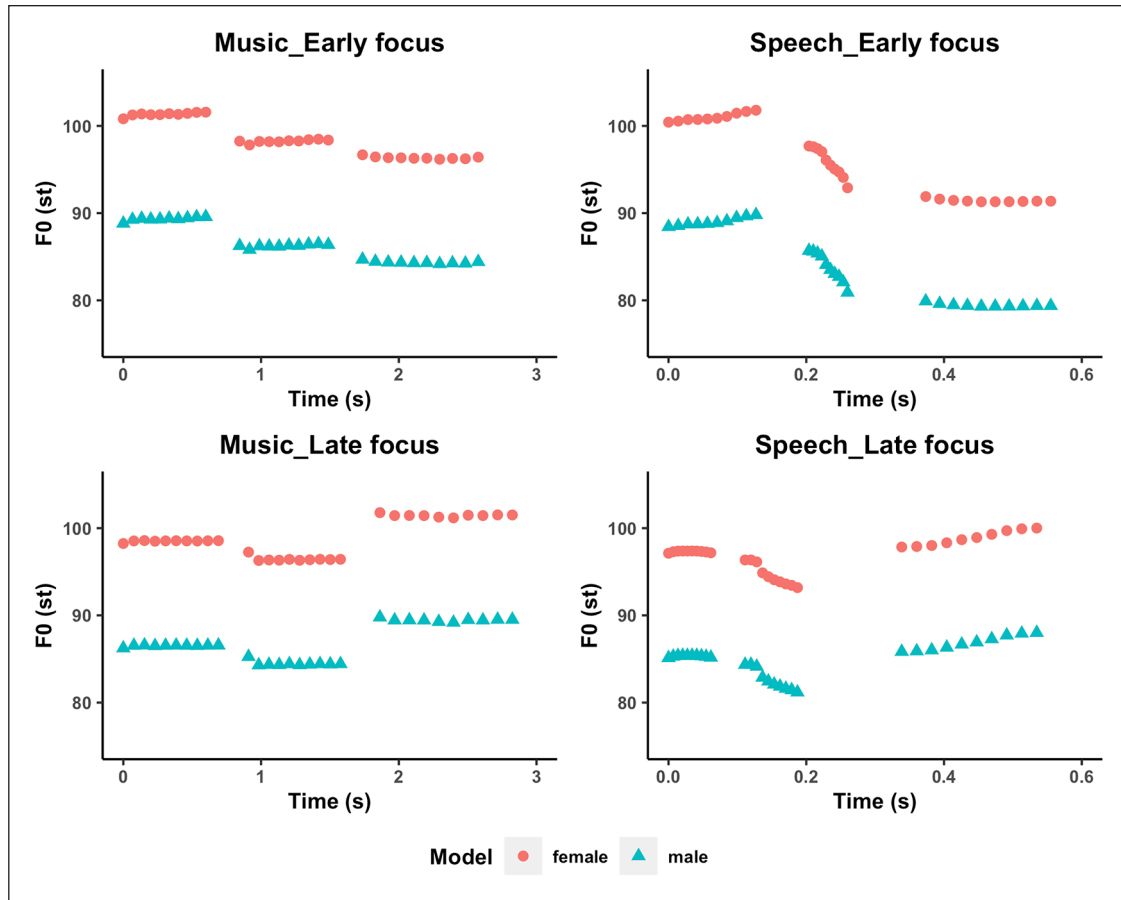 Music_Early focus
Speech_Early focus
F0 (st)
100
90
80
0
1
2
3
Time (s)
F0 (st)
100
90
80
0.0
0.2
0.4
0.6
Time (s)
Music_Late focus
Speech_Late focus
F0 (st)
100
90
80
0
1
2
3
Time (s)
F0 (st)
100
90
80
0.0
0.2
0.4
0.6
Time (s)
Model female male